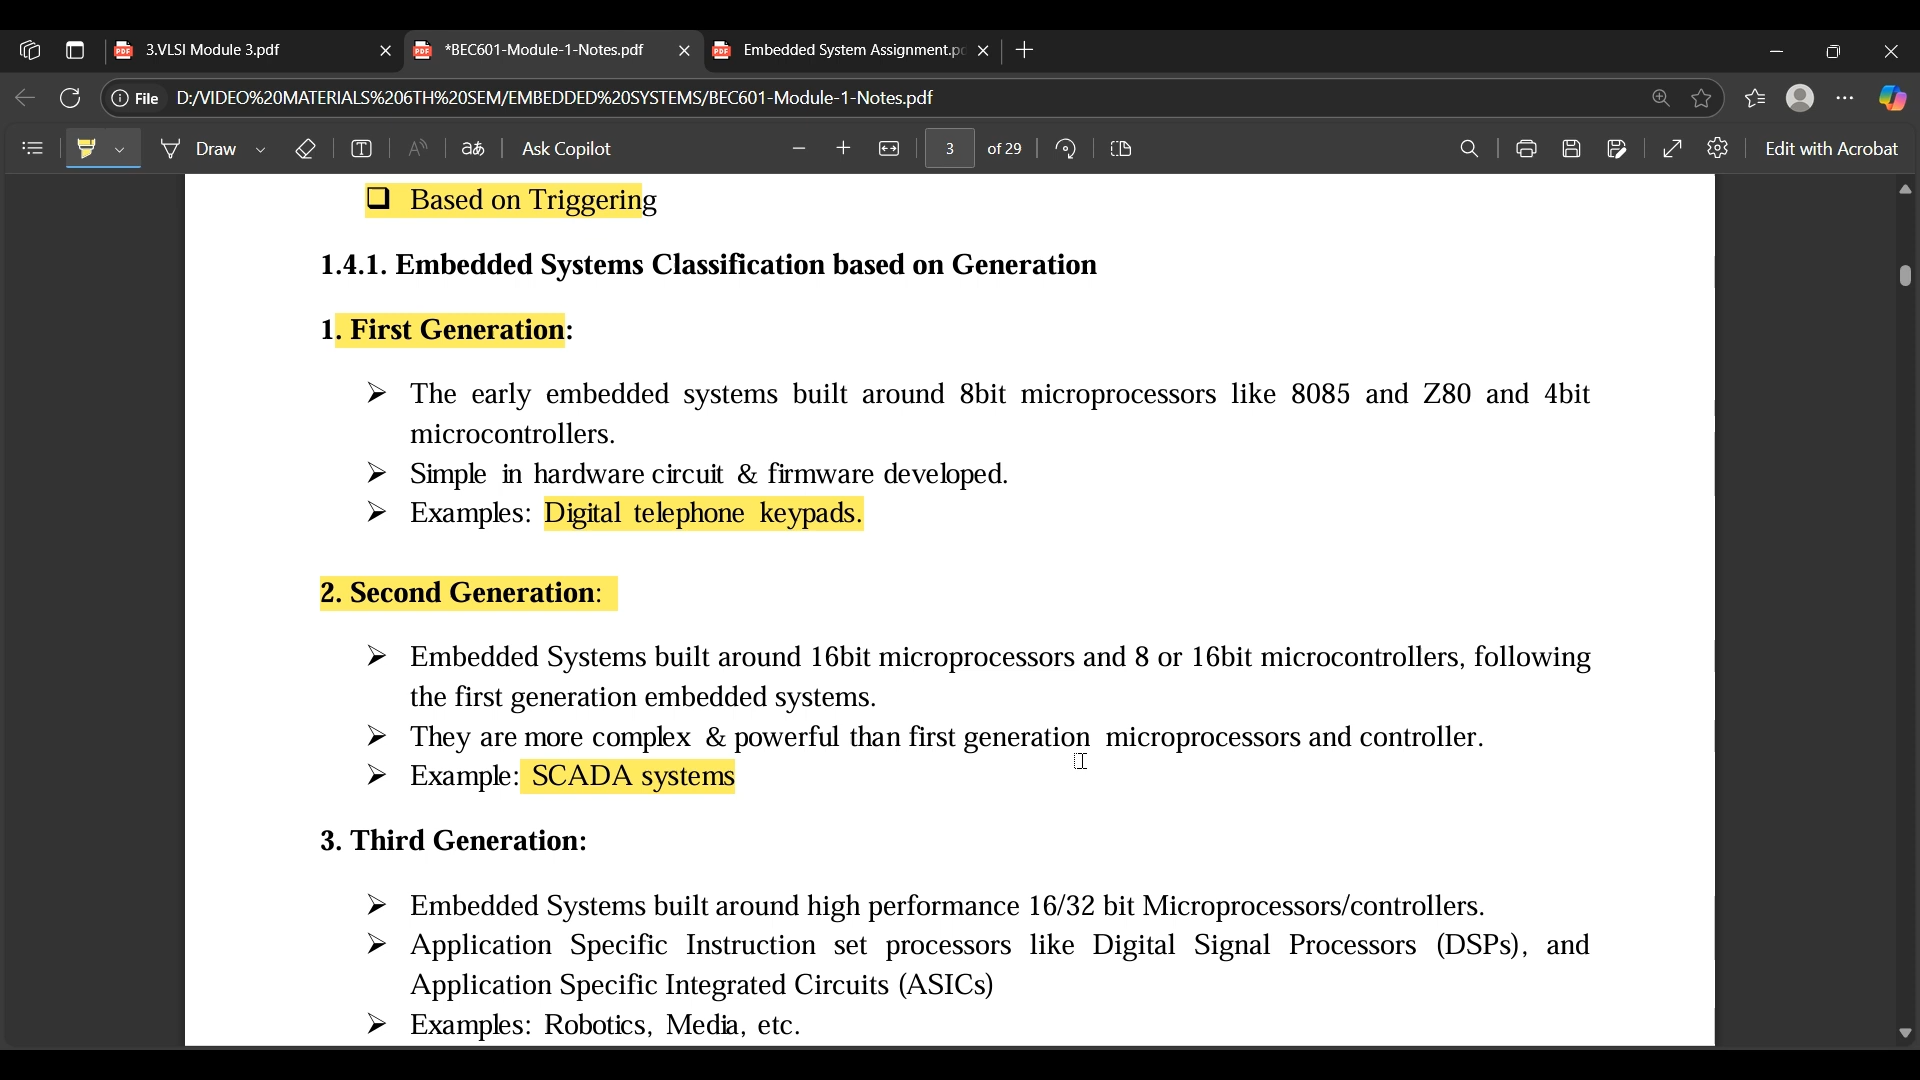 3.VLSI Module 3.pdf
*BEC601-Module-1-Notes.pdf
Embedded System Assignment.p
File D:/VIDEO%20MATERIALS%206TH%20SEM/EMBEDDED%20SYSTEMS/BEC601-Module-1-Notes.pdf
Draw T aあ Ask Copilot 3 of 29 Edit with Acrobat
❑ Based on Triggering
1.4.1. Embedded Systems Classification based on Generation
1. First Generation:
➢ The early embedded systems built around 8bit microprocessors like 8085 and Z80 and 4bit
microcontrollers.
➢ Simple in hardware circuit & firmware developed.
➢ Examples: Digital telephone keypads.
2. Second Generation:
➢ Embedded Systems built around 16bit microprocessors and 8 or 16bit microcontrollers, following
the first generation embedded systems.
➢ They are more complex & powerful than first generation microprocessors and controller.
➢ Example: SCADA systems
3. Third Generation:
➢ Embedded Systems built around high performance 16/32 bit Microprocessors/controllers.
➢ Application Specific Instruction set processors like Digital Signal Processors (DSPs), and
Application Specific Integrated Circuits (ASICs)
➢ Examples: Robotics, Media, etc.